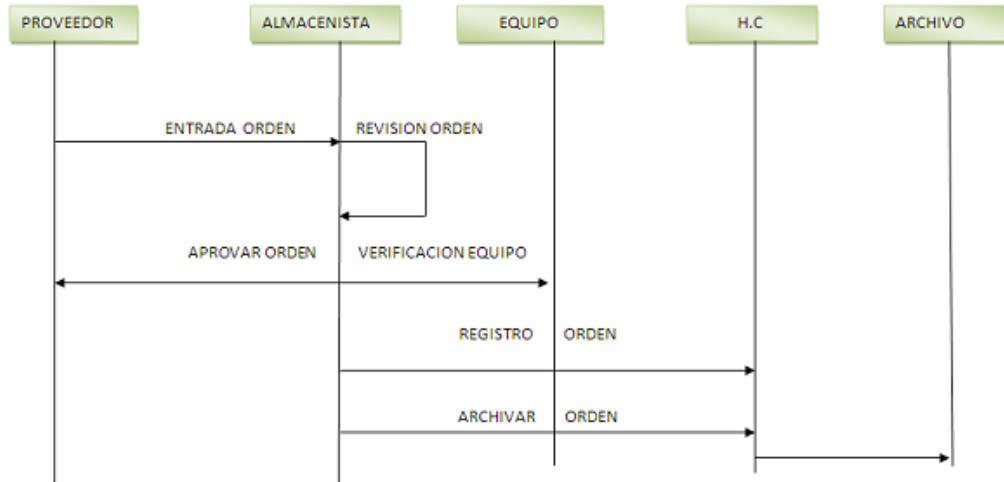 PROVEEDOR
ALMACENISTA
EQUIPO
H.C
ARCHIVO
ENTRADA ORDEN
REVISION ORDEN
APROVAR ORDEN
VERIFICACION EQUIPO
REGISTRO ORDEN
ARCHIVAR ORDEN